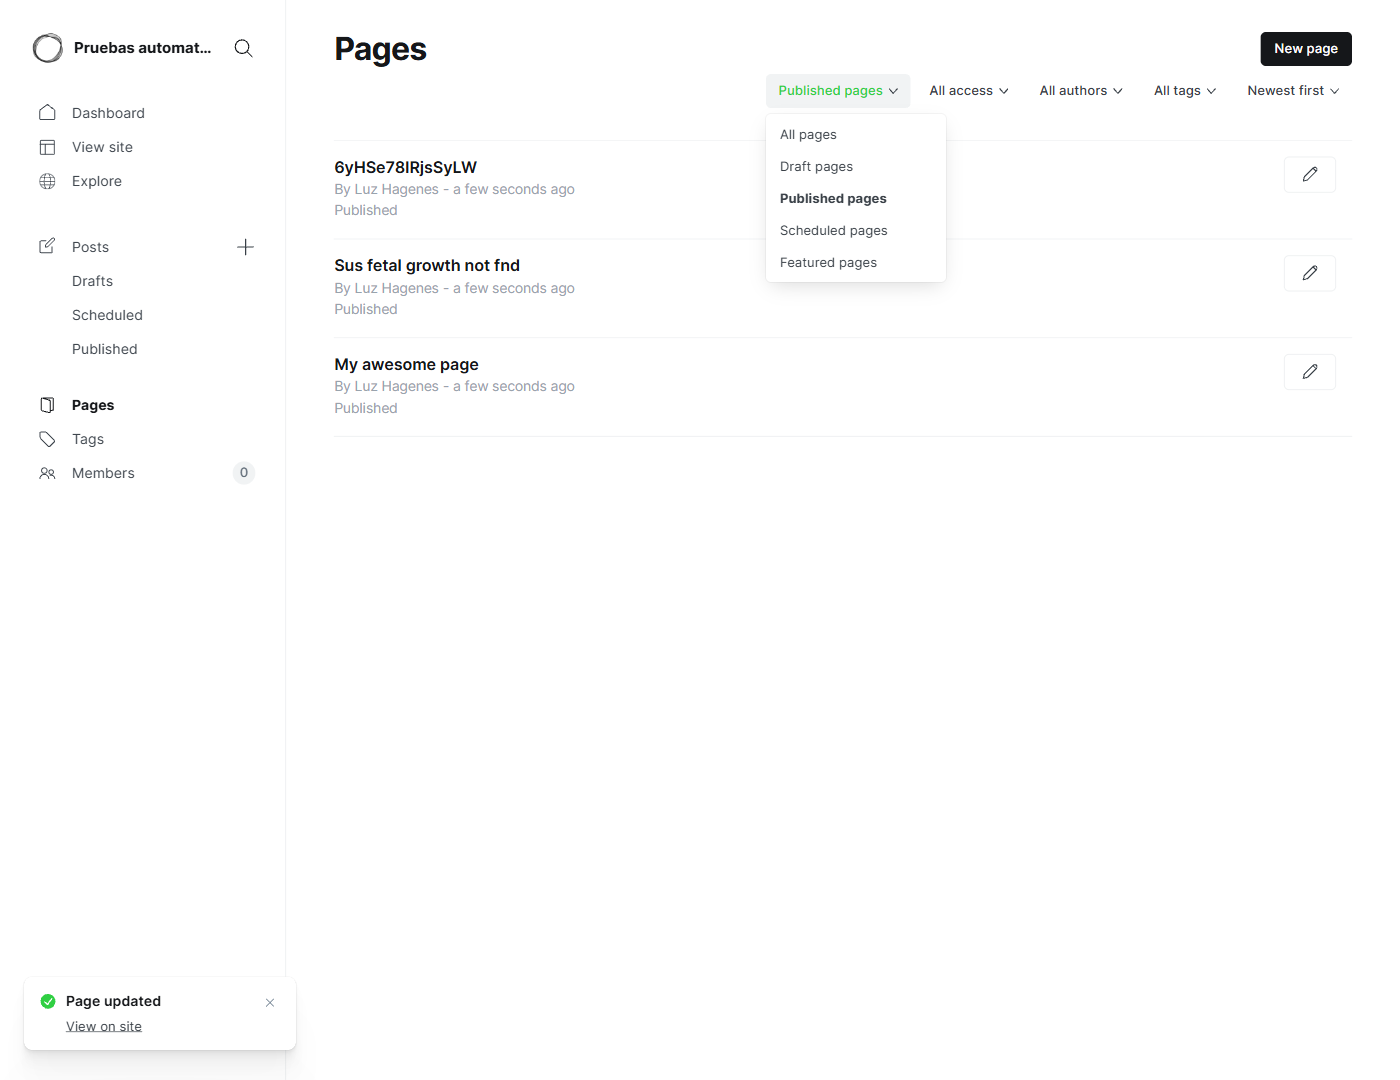 Pruebas automat...
Dashboard
View site
Explore
Posts
Drafts
Scheduled
Published
Pages
Tags
Members 0
Pages
New page
Published pages All access All authors All tags Newest first
All pages
Draft pages
Published pages
Scheduled pages
Featured pages
6yHSe78IRjsSyLW
By Luz Hagenes - a few seconds ago
Published
Sus fetal growth not fnd
By Luz Hagenes - a few seconds ago
Published
My awesome page
By Luz Hagenes - a few seconds ago
Published
Page updated
View on site